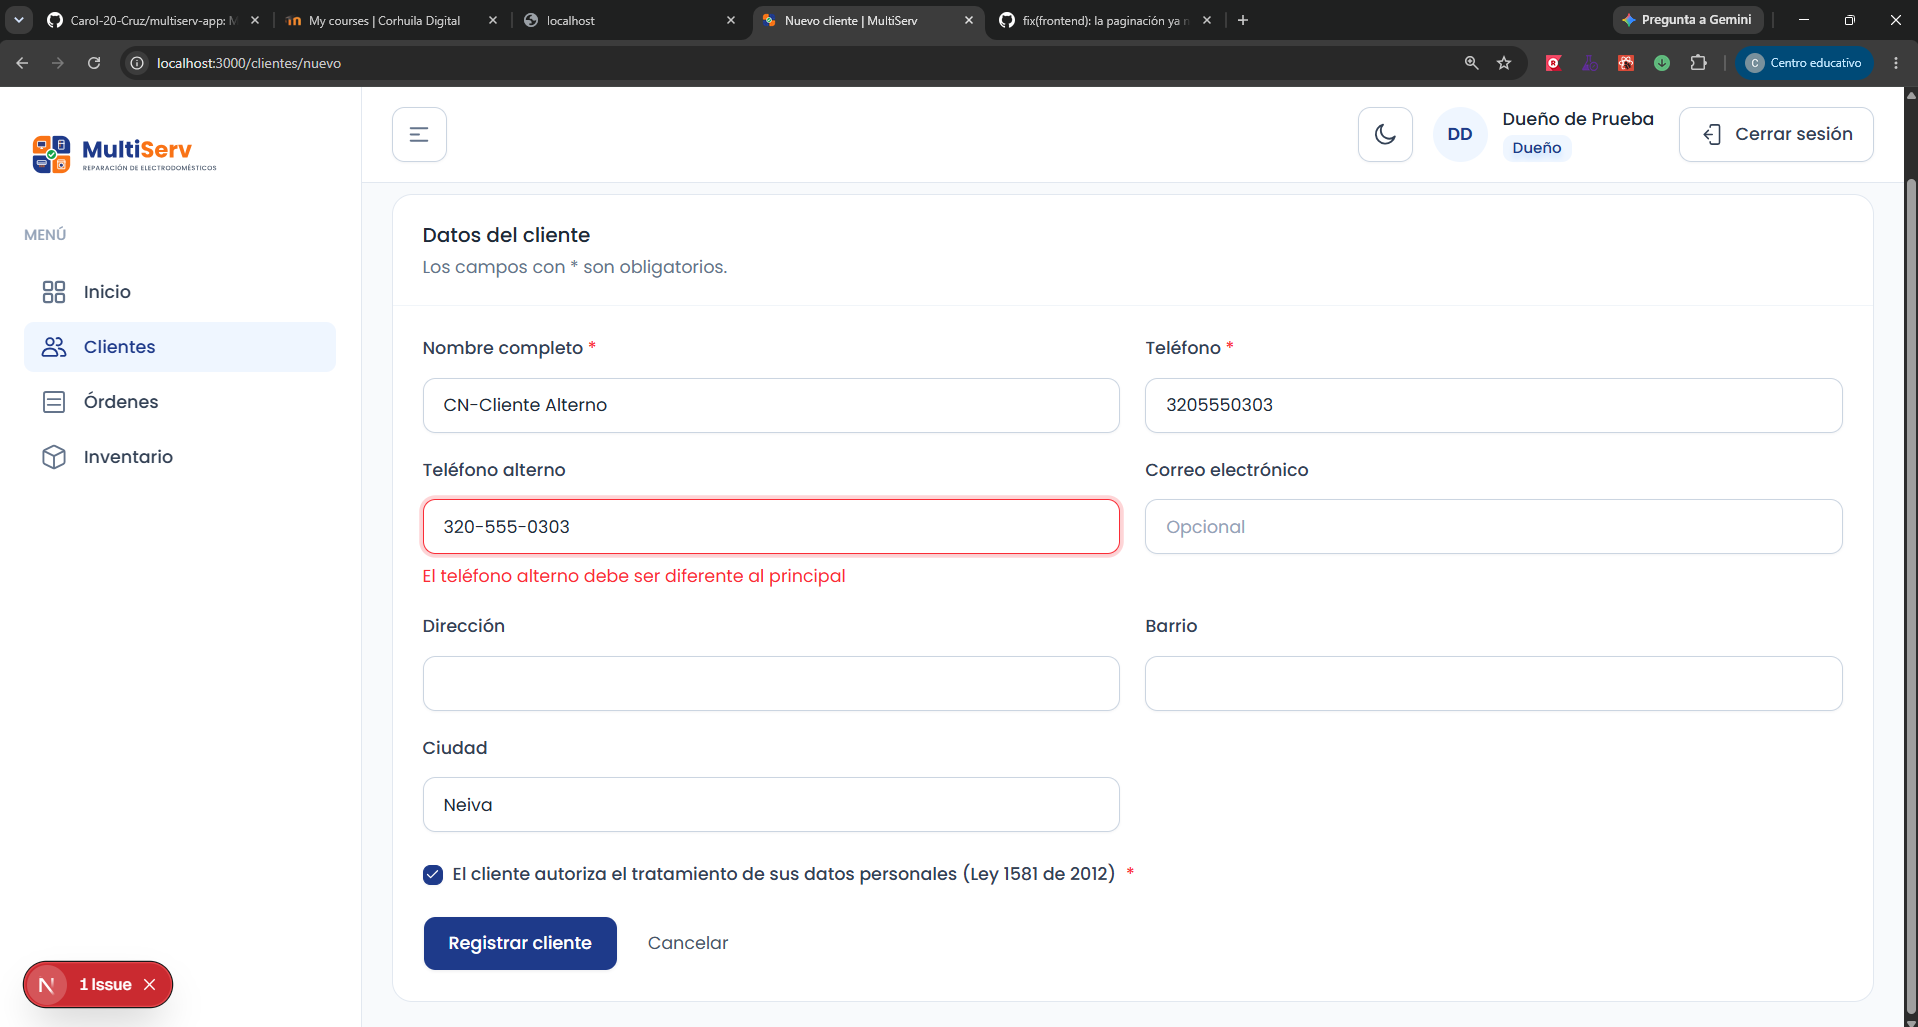 Carol-20-Cruz/multiserv-app: M
My courses | Corhuila Digital
localhost
Nuevo cliente | MultiServ
fix(frontend): la paginación ya n
Pregunta a Gemini
localhost:3000/clientes/nuevo
C Centro educativo
MultiServ
REPARACIÓN DE ELECTRODOMÉSTICOS
DD
Dueño de Prueba
Dueño
Cerrar sesión
MENÚ
Inicio
Clientes
Órdenes
Inventario
Datos del cliente
Los campos con * son obligatorios.
Nombre completo *
CN-Cliente Alterno
Teléfono *
3205550303
Teléfono alterno
320-555-0303
El teléfono alterno debe ser diferente al principal
Correo electrónico
Opcional
Dirección
Barrio
Ciudad
Neiva
El cliente autoriza el tratamiento de sus datos personales (Ley 1581 de 2012) *
Registrar cliente
Cancelar
N 1 Issue